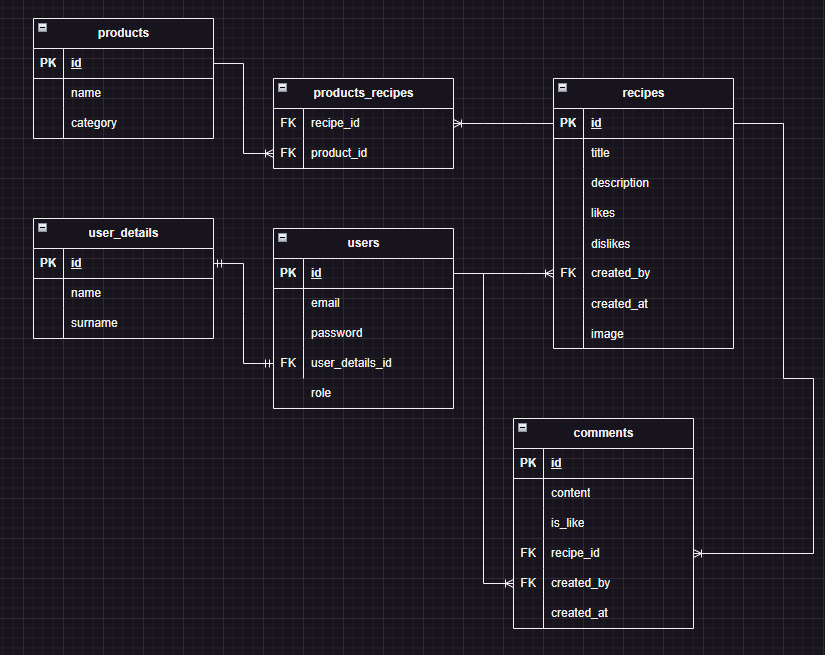 products
PK id
name
category
products_recipes
FK recipe_id
FK product_id
recipes
PK id
title
description
likes
dislikes
FK created_by
created_at
image
user_details
PK id
name
surname
users
PK id
email
password
FK user_details_id
role
comments
PK id
content
is_like
FK recipe_id
FK created_by
created_at